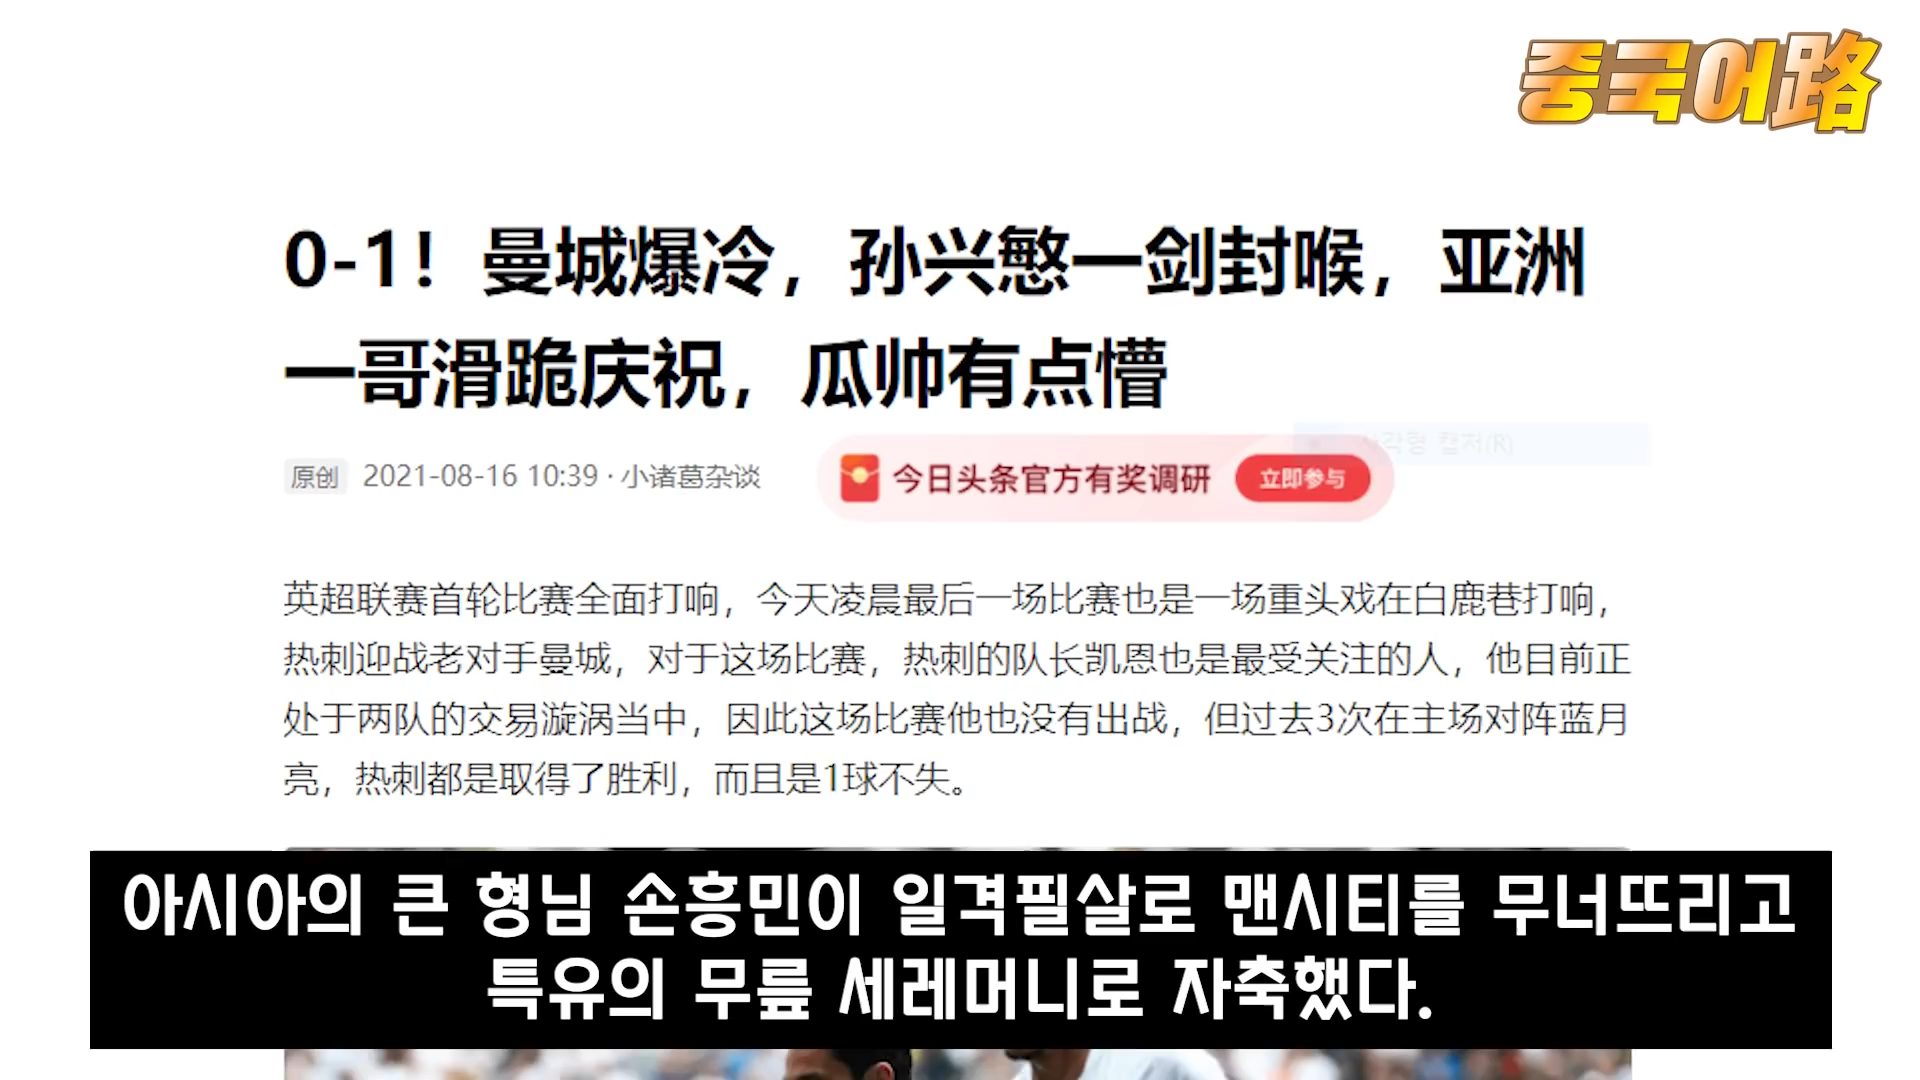 중국어路
0-1！曼城爆冷，孙兴慜一剑封喉，亚洲
一哥滑跪庆祝，瓜帅有点懵
原创 2021-08-16 10:39 · 小诸葛杂谈
今日头条官方有奖调研 立即参与
사각형 캡처(R)
英超联赛首轮比赛全面打响，今天凌晨最后一场比赛也是一场重头戏在白鹿巷打响，
热刺迎战老对手曼城，对于这场比赛，热刺的队长凯恩也是最受关注的人，他目前正
处于两队的交易漩涡当中，因此这场比赛他也没有出战，但过去3次在主场对阵蓝月
亮，热刺都是取得了胜利，而且是1球不失。
아시아의 큰 형님 손흥민이 일격필살로 맨시티를 무너뜨리고
특유의 무릎 세레머니로 자축했다.